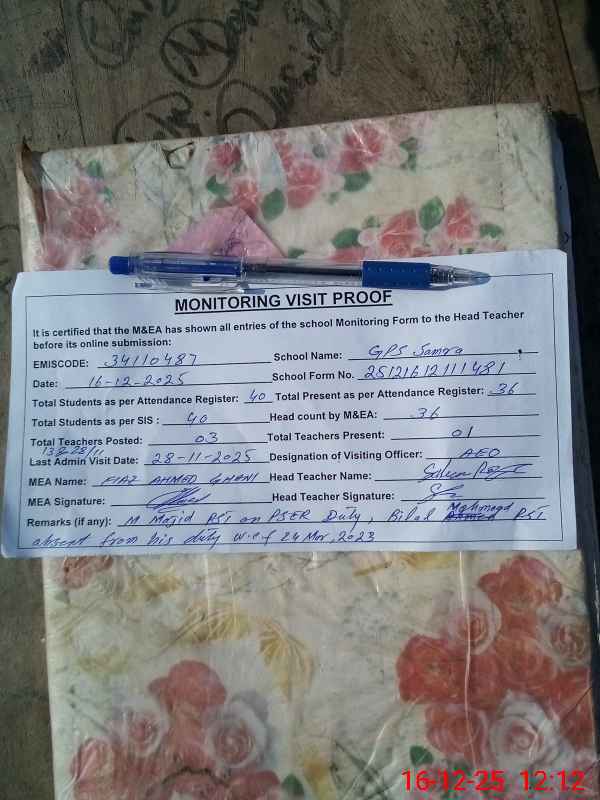 MONITORING VISIT PROOF
It is certified that the M&EA has shown all entries of the school Monitoring Form to the Head Teacher
before its online submission:
EMISCODE: 34110487 School Name: GPS Samra
Date: 16-12-2025 School Form No. 25121612111481
Total Students as per Attendance Register: 40 Total Present as per Attendance Register: 36
Total Students as per SIS : 40 Head count by M&EA: 36
Total Teachers Posted: 03 Total Teachers Present: 01
Last Admin Visit Date: 28-11-2025 Designation of Visiting Officer: AEO
MEA Name: FIAZ AHMED GHANI Head Teacher Name:
MEA Signature: Head Teacher Signature:
Remarks (if any): M Majid PST on PSER Duty, Bilal Mehmood PST
absent from his duty w.e.f 24 Mar, 2023
16-12-25 12:12